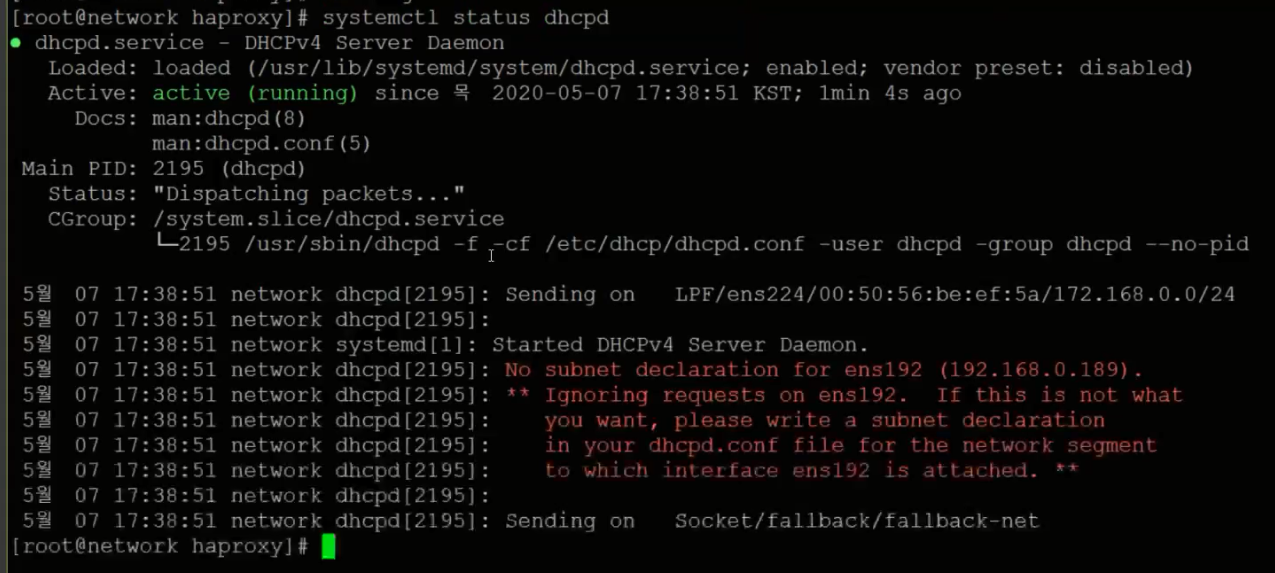 [root@network haproxy]# systemctl status dhcpd
● dhcpd.service - DHCPv4 Server Daemon
   Loaded: loaded (/usr/lib/systemd/system/dhcpd.service; enabled; vendor preset: disabled)
   Active: active (running) since 목 2020-05-07 17:38:51 KST; 1min 4s ago
     Docs: man:dhcpd(8)
           man:dhcpd.conf(5)
 Main PID: 2195 (dhcpd)
   Status: "Dispatching packets..."
   CGroup: /system.slice/dhcpd.service
           └─2195 /usr/sbin/dhcpd -f -cf /etc/dhcp/dhcpd.conf -user dhcpd -group dhcpd --no-pid

 5월  07 17:38:51 network dhcpd[2195]: Sending on   LPF/ens224/00:50:56:be:ef:5a/172.168.0.0/24
 5월  07 17:38:51 network dhcpd[2195]:
 5월  07 17:38:51 network systemd[1]: Started DHCPv4 Server Daemon.
 5월  07 17:38:51 network dhcpd[2195]: No subnet declaration for ens192 (192.168.0.189).
 5월  07 17:38:51 network dhcpd[2195]: ** Ignoring requests on ens192.  If this is not what
 5월  07 17:38:51 network dhcpd[2195]:    you want, please write a subnet declaration
 5월  07 17:38:51 network dhcpd[2195]:    in your dhcpd.conf file for the network segment
 5월  07 17:38:51 network dhcpd[2195]:    to which interface ens192 is attached. **
 5월  07 17:38:51 network dhcpd[2195]:
 5월  07 17:38:51 network dhcpd[2195]: Sending on   Socket/fallback/fallback-net
[root@network haproxy]#